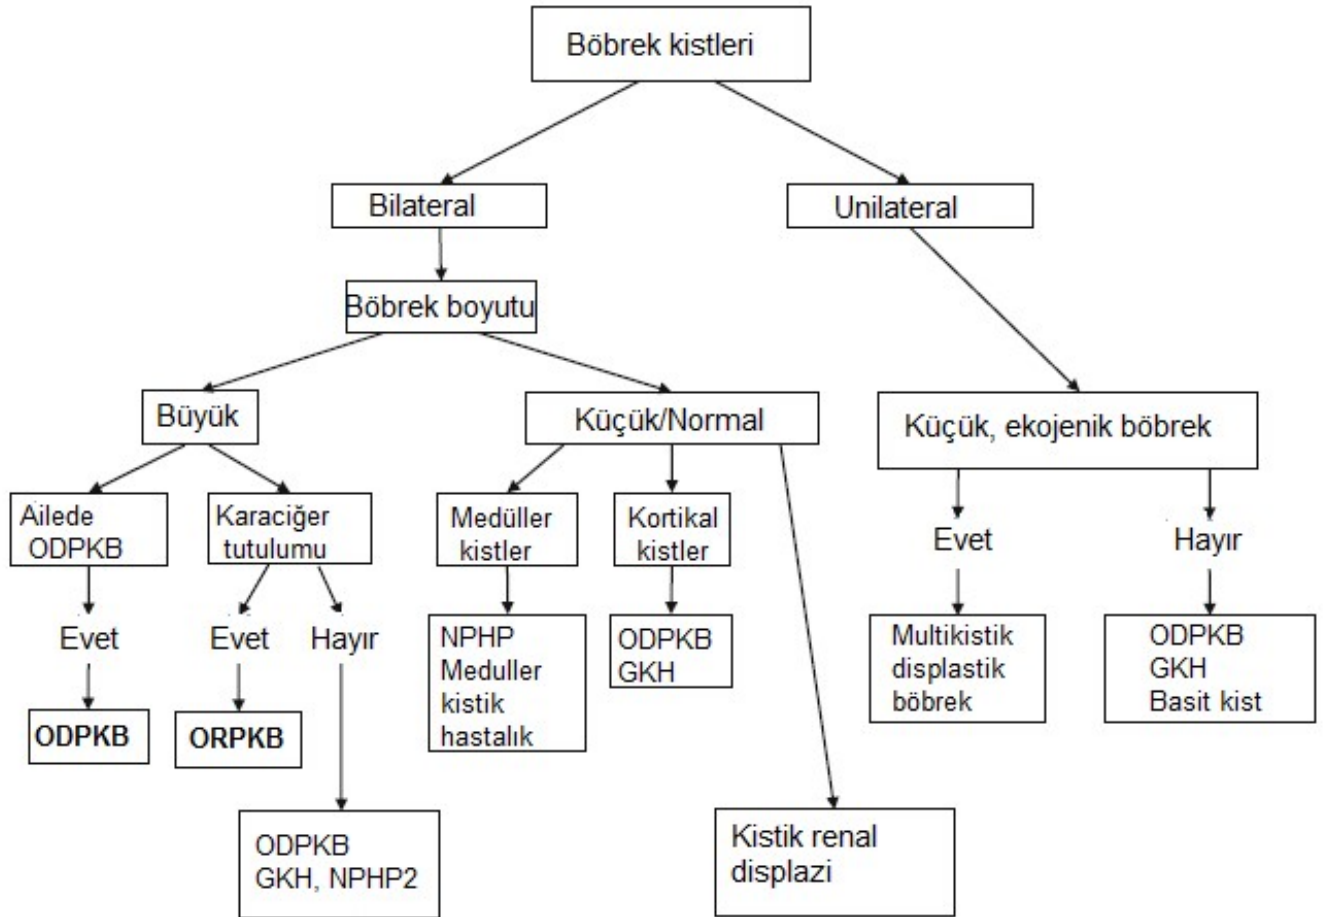 Böbrek kistleri
Bilateral
Unilateral
Böbrek boyutu
Büyük
Küçük/Normal
Küçük, ekojenik böbrek
Ailede
ODPKB
Karaciğer
tutulumu
Medüller
kistler
Kortikal
kistler
Evet
Hayır
Evet
Evet
Hayır
NPHP
Meduller
kistik
hastalık
ODPKB
GKH
Multikistik
displastik
böbrek
ODPKB
GKH
Basit kist
ODPKB
ORPKB
ODPKB
GKH, NPHP2
Kistik renal
displazi